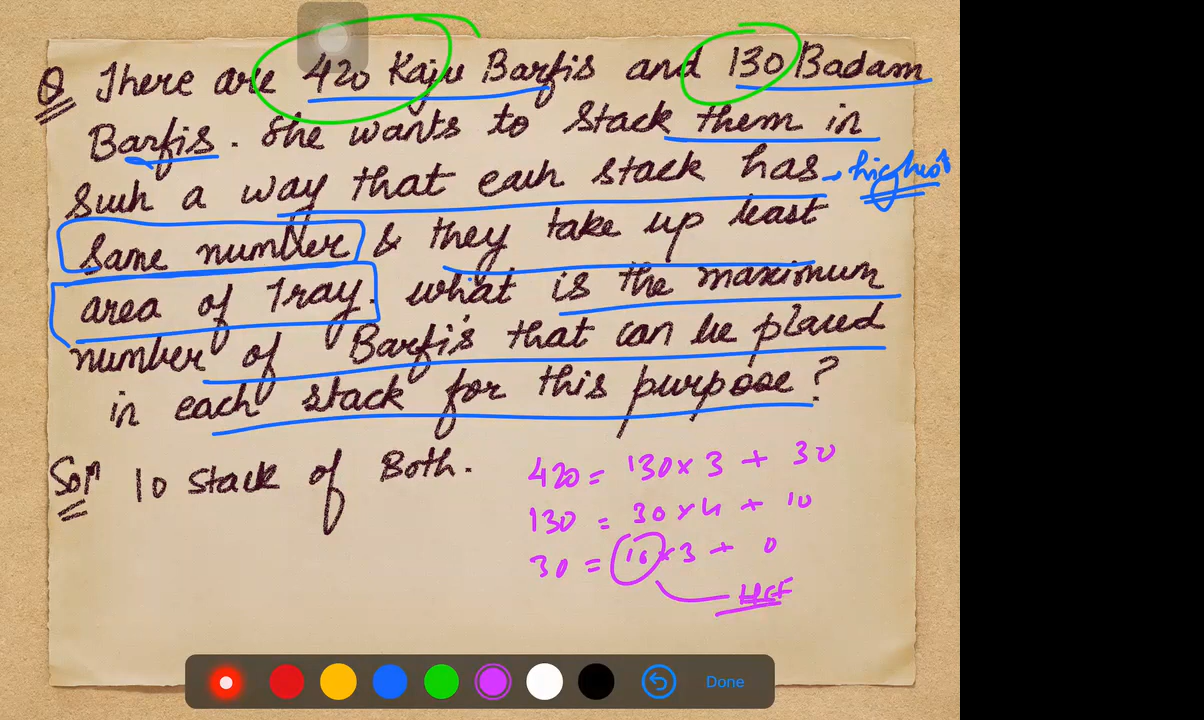 Q There are 420 Kaju Barfis and 130 Badam
Barfis. She wants to stack them in
such a way that each stack has highest
same number & they take up least
area of Tray. what is the maximum
number of Barfis that can be placed
in each stack for this purpose?
Solⁿ 10 stack of Both.
420 = 130 × 3 + 30
130 = 30 × 4 + 10
30 = 10 × 3 + 0
HCF
Done